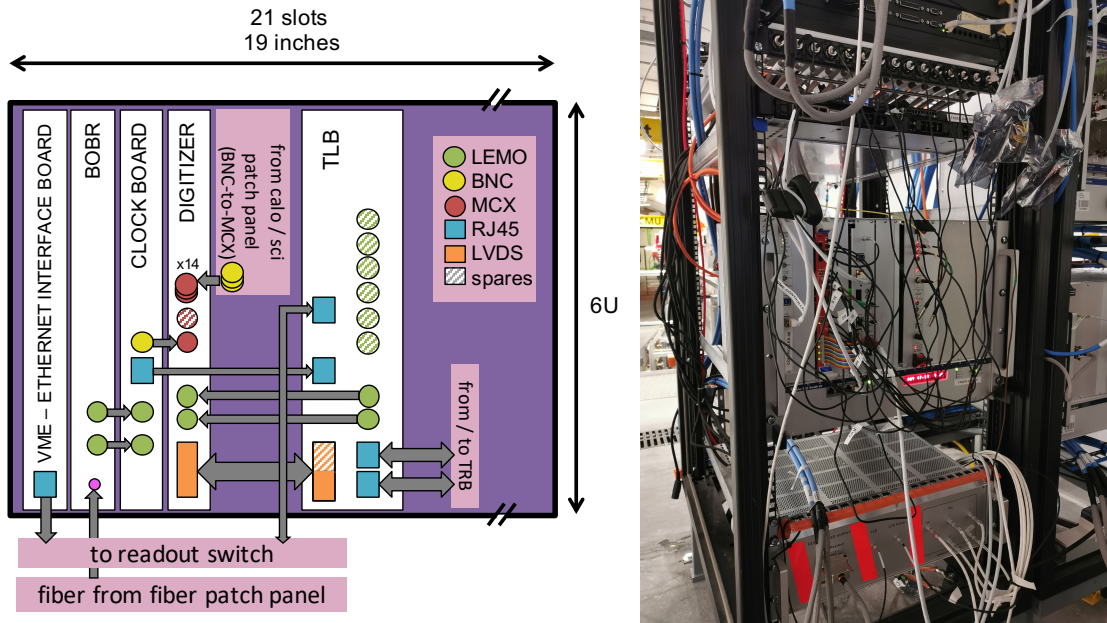 21 slots
19 inches
VME – ETHERNET INTERFACE BOARD
BOBR
CLOCK BOARD
DIGITIZER
from calo / sci
patch panel
(BNC-to-MCX)
TLB
LEMO
BNC
MCX
RJ45
LVDS
spares
x14
6U
from / to TRB
to readout switch
fiber from fiber patch panel